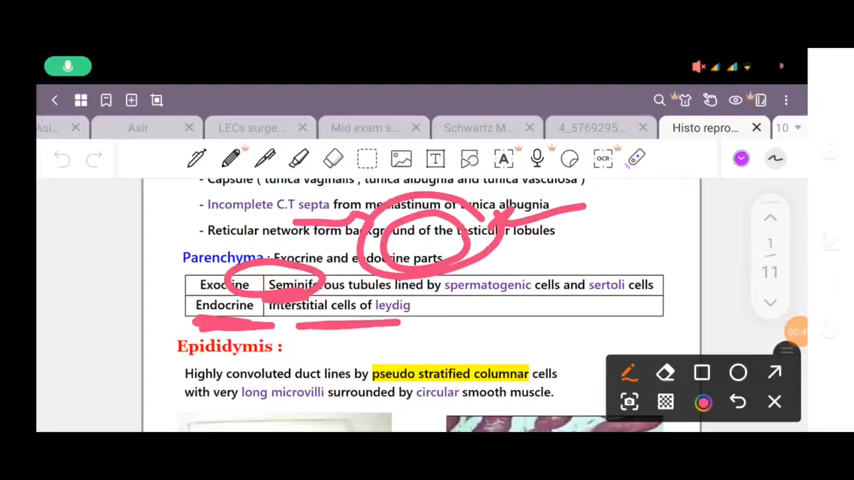 Asi...
Asir
LECs surge...
Mid exam s...
Schwartz M...
4_5769295...
Histo repro...
10
OCR
- Capsule ( tunica vaginalis , tunica albuginia and tunica vasculosa )
- Incomplete C.T septa from mediastinum of tunica albugnia
- Reticular network form background of the testicular lobules
Parenchyma : Exocrine and endocrine parts
Exocrine Seminiferous tubules lined by spermatogenic cells and sertoli cells
Endocrine Interstitial cells of leydig
Epididymis :
Highly convoluted duct lines by pseudo stratified columnar cells
with very long microvilli surrounded by circular smooth muscle.
1
11